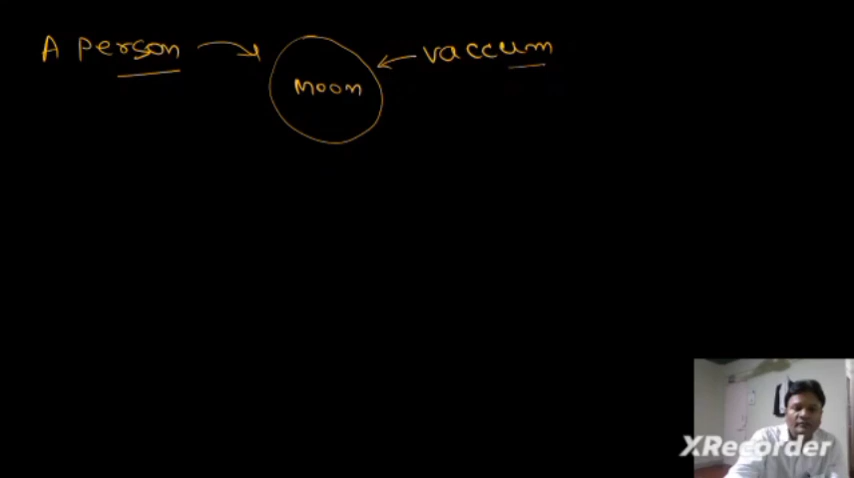 A person → moon ← vaccum
XRecorder